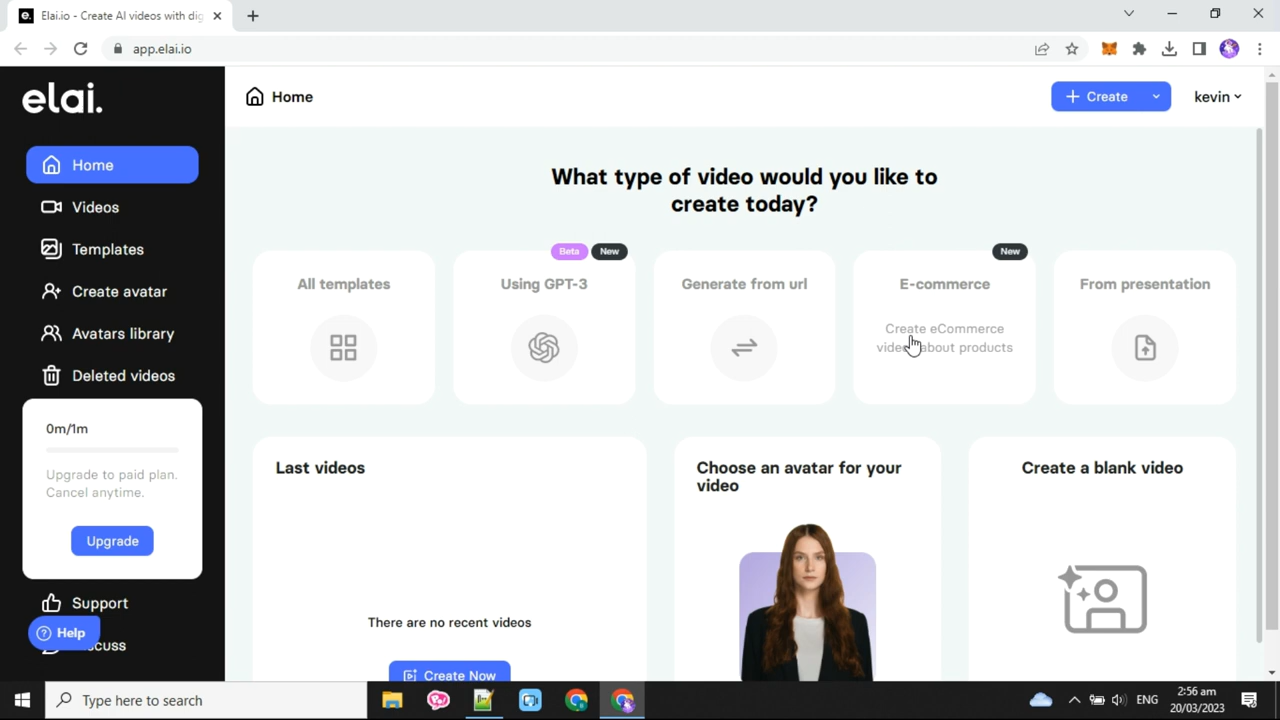 Elai.io - Create AI videos with dig
app.elai.io
elai.
Home
Videos
Templates
Create avatar
Avatars library
Deleted videos
0m/1m
Upgrade to paid plan.
Cancel anytime.
Upgrade
Support
Help
Home
Create
kevin
What type of video would you like to
create today?
All templates
Beta
New
Using GPT-3
Generate from url
New
E-commerce
Create eCommerce
about products
From presentation
Last videos
There are no recent videos
Create Now
Choose an avatar for your
video
Create a blank video
Type here to search
ENG
2:56 am
20/03/2023